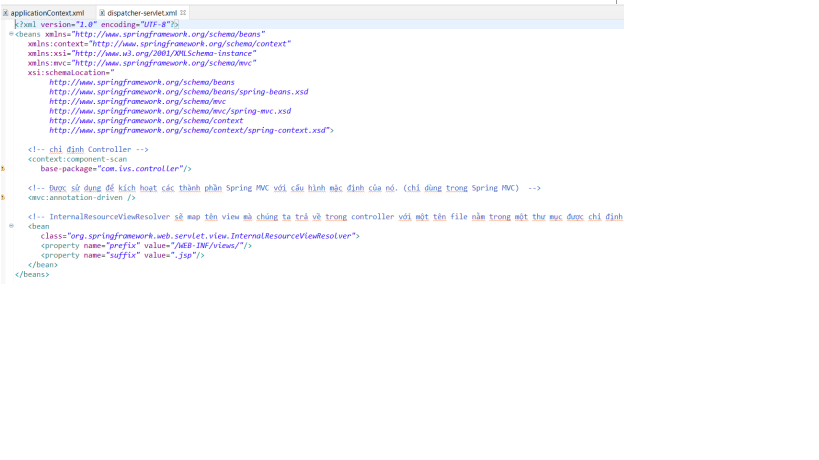 applicationContext.xml dispatcher-servlet.xml
<?xml version="1.0" encoding="UTF-8"?>
<beans xmlns="http://www.springframework.org/schema/beans"
xmlns:context="http://www.springframework.org/schema/context"
xmlns:xsi="http://www.w3.org/2001/XMLSchema-instance"
xmlns:mvc="http://www.springframework.org/schema/mvc"
xsi:schemaLocation="
http://www.springframework.org/schema/beans
http://www.springframework.org/schema/beans/spring-beans.xsd
http://www.springframework.org/schema/mvc
http://www.springframework.org/schema/mvc/spring-mvc.xsd
http://www.springframework.org/schema/context
http://www.springframework.org/schema/context/spring-context.xsd">
<!-- chỉ định Controller -->
<context:component-scan
base-package="com.ivs.controller"/>
<!-- Được sử dụng để kích hoạt các thành phần Spring MVC với cấu hình mặc định của nó. (chỉ dùng trong Spring MVC) -->
<mvc:annotation-driven />
<!-- InternalResourceViewResolver sẽ map tên view mà chúng ta trả về trong controller với một tên file nằm trong một thư mục được chỉ định
<bean
class="org.springframework.web.servlet.view.InternalResourceViewResolver">
<property name="prefix" value="/WEB-INF/views/"/>
<property name="suffix" value=".jsp"/>
</bean>
</beans>